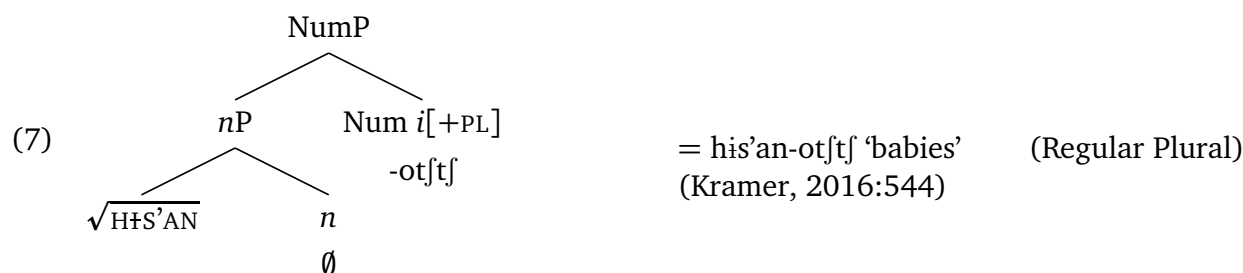 NumP
(7) nP Num i[+PL]
-otʃtʃ
= hɨs’an-otʃtʃ ‘babies’ (Regular Plural)
(Kramer, 2016:544)
√HƗS’AN n
∅